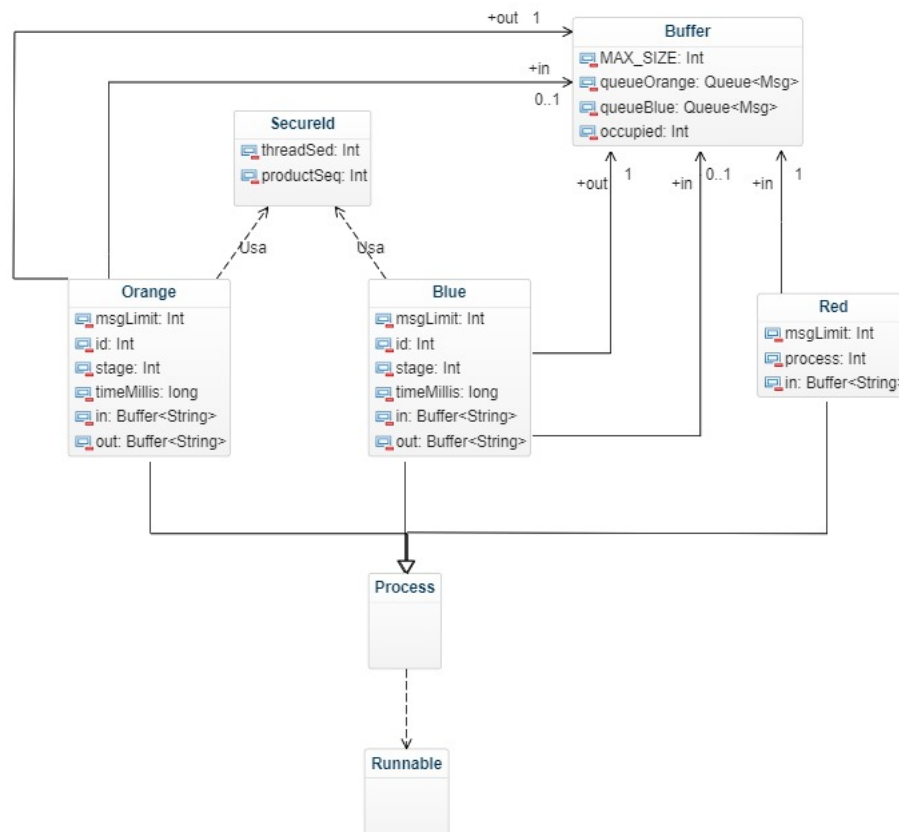 +out 1
Buffer
MAX_SIZE: Int
queueOrange: Queue<Msg>
queueBlue: Queue<Msg>
occupied: Int
+in
0..1
SecureId
threadSed: Int
productSeq: Int
+out
1
+in
0..1
+in
1
Usa
Usa
Orange
msgLimit: Int
id: Int
stage: Int
timeMillis: long
in: Buffer<String>
out: Buffer<String>
Blue
msgLimit: Int
id: Int
stage: Int
timeMillis: long
in: Buffer<String>
out: Buffer<String>
Red
msgLimit: Int
process: Int
in: Buffer<String>
Process
Runnable